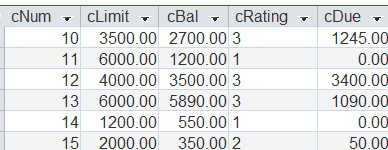 cNum cLimit cBal cRating cDue
10 3500.00 2700.00 3 1245.00
11 6000.00 1200.00 1 0.00
12 4000.00 3500.00 3 3400.00
13 6000.00 5890.00 3 1090.00
14 1200.00 550.00 1 0.00
15 2000.00 350.00 2 50.00